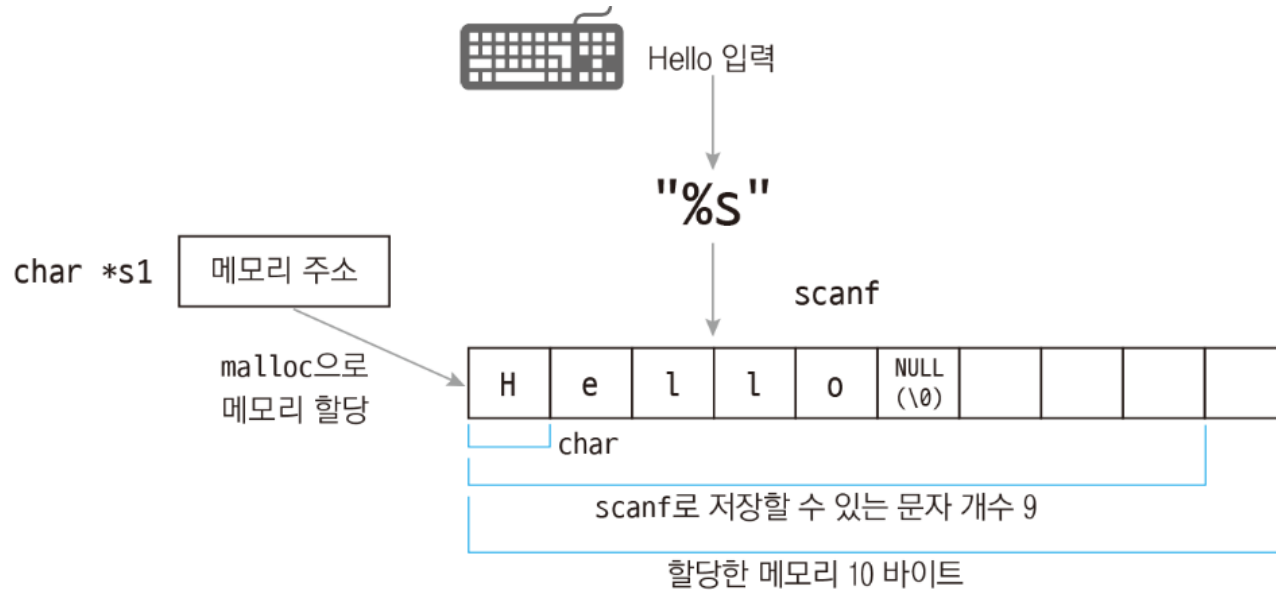 Hello 입력
"%s"
char *s1
메모리 주소
scanf
malloc으로
메모리 할당
H e l l o NULL
(\0)
char
scanf로 저장할 수 있는 문자 개수 9
할당한 메모리 10 바이트